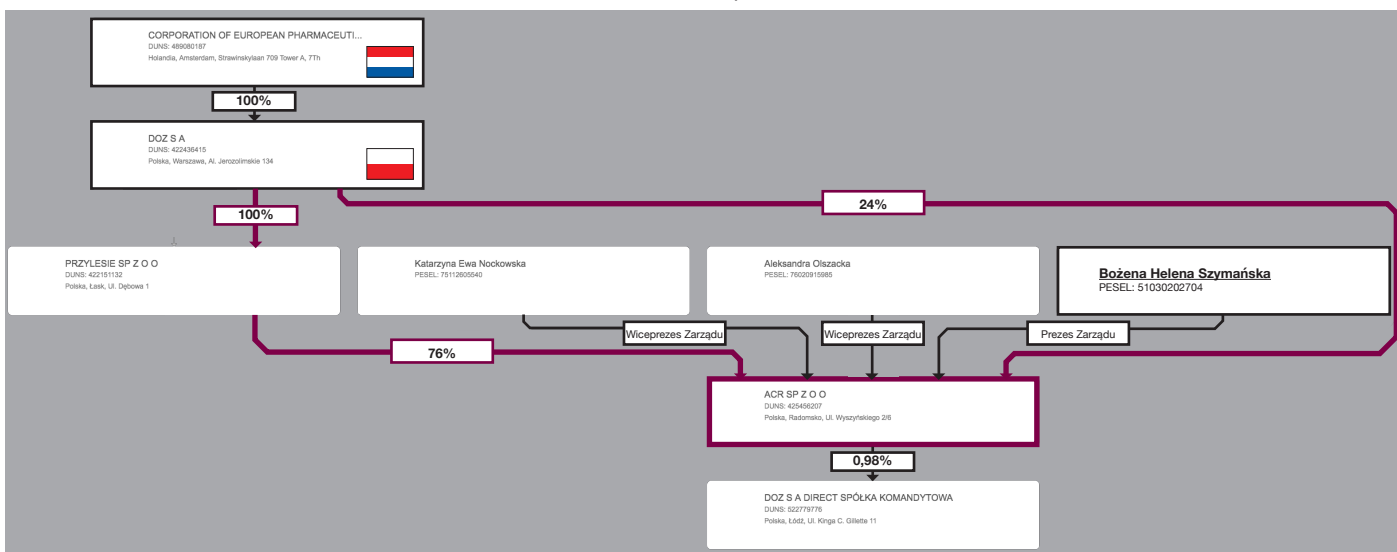 CORPORATION OF EUROPEAN PHARMACEUTI...
DUNS: 489080187
Holandia, Amsterdam, Strawinskylaan 709 Tower A, 7Th
100%
DOZ S A
DUNS: 422436415
Polska, Warszawa, Al. Jerozolimskie 134
100%
24%
PRZYLESIE SP Z O O
DUNS: 422151132
Polska, Łask, Ul. Dębowa 1
Katarzyna Ewa Nockowska
PESEL: 75112605540
Aleksandra Olszacka
PESEL: 76020915985
Bożena Helena Szymańska
PESEL: 51030202704
Wiceprezes Zarządu
Wiceprezes Zarządu
Prezes Zarządu
76%
ACR SP Z O O
DUNS: 425456207
Polska, Radomsko, Ul. Wyszyńskiego 2/6
0,98%
DOZ S A DIRECT SPÓŁKA KOMANDYTOWA
DUNS: 522779776
Polska, Łódź, Ul. Kinga C. Gillette 11